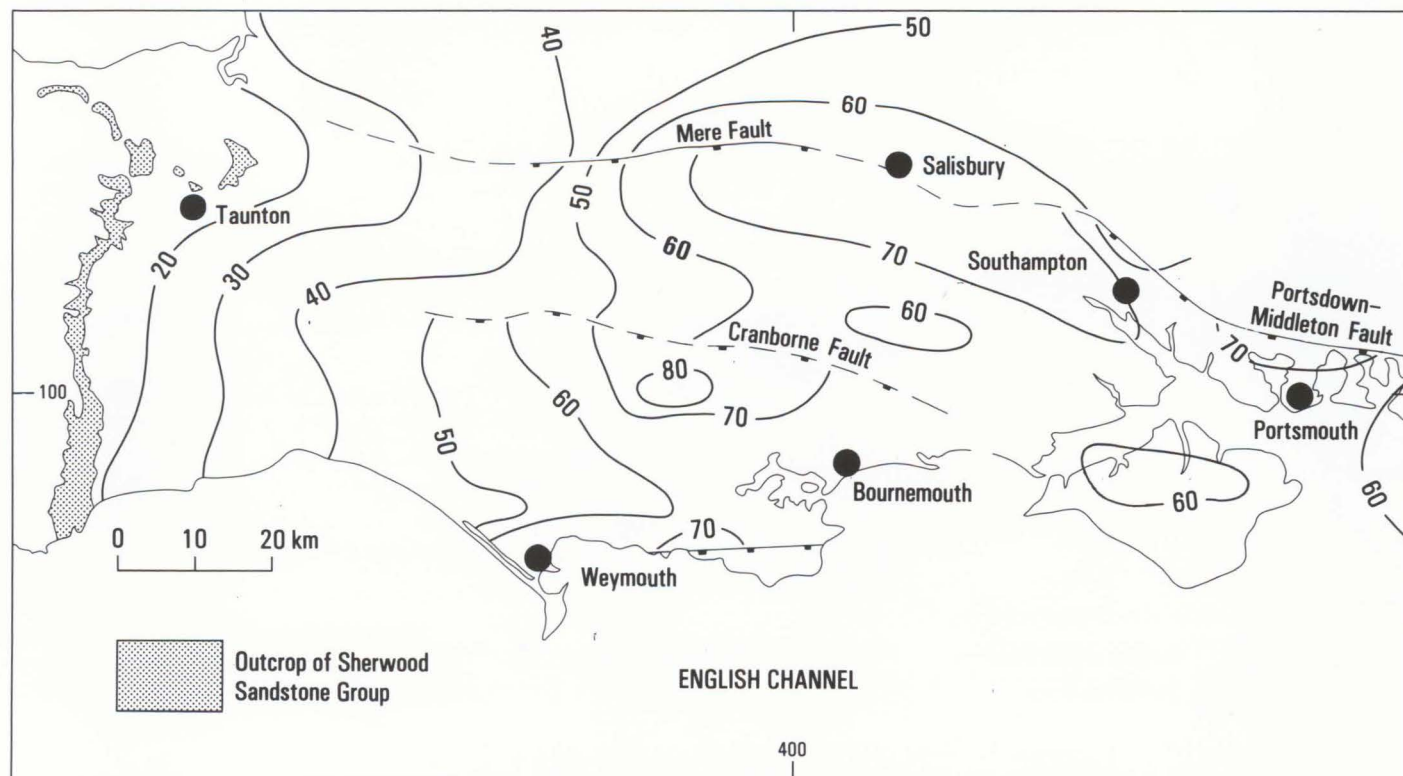 50
40
60
Mere Fault
Salisbury
50
Taunton
20
30
60
70
Southampton
40
60
Portsdown–
Middleton Fault
Cranborne Fault
70
80
100
60
70
50
Portsmouth
Bournemouth
60
60
0 10 20 km
70
Weymouth
Outcrop of Sherwood
Sandstone Group
ENGLISH CHANNEL
400